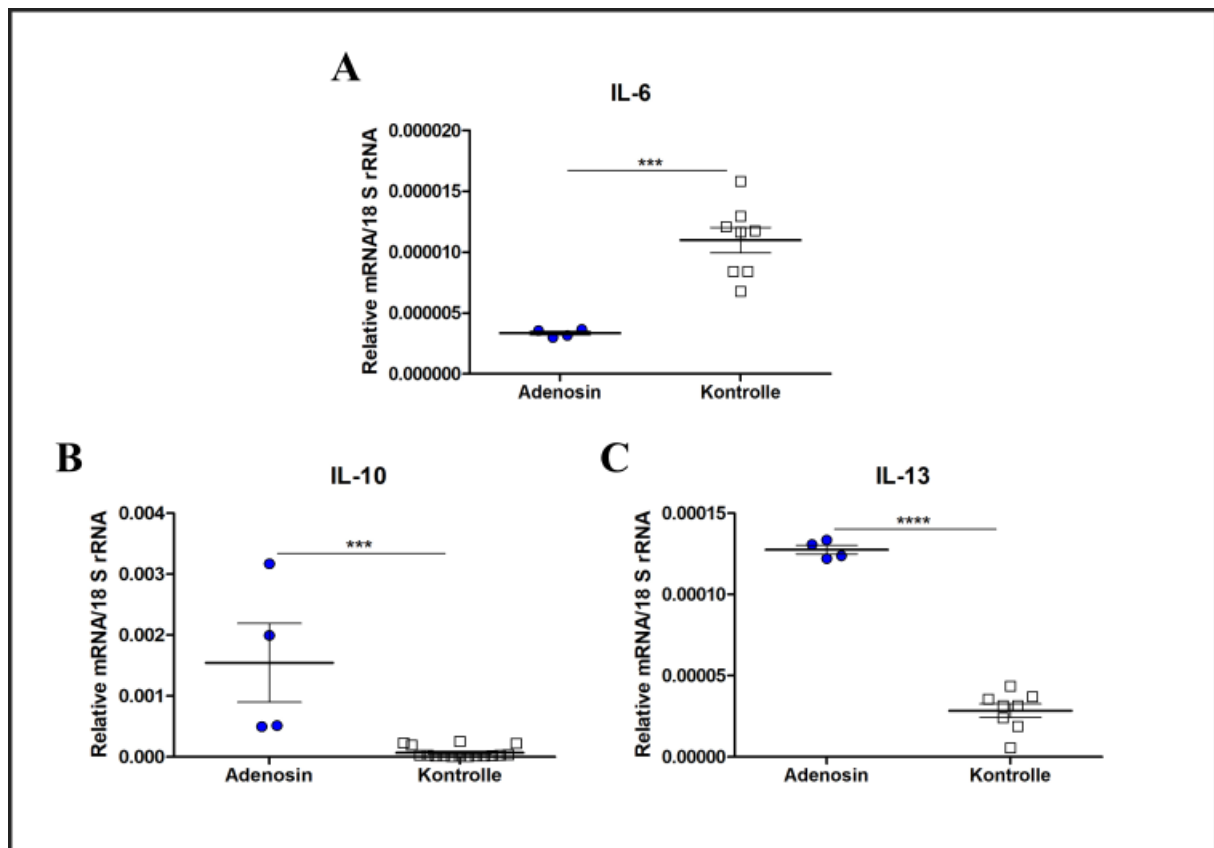 A
IL-6
Relative mRNA/18 S rRNA
0.000020
0.000015
0.000010
0.000005
0.000000
***
Adenosin
Kontrolle
B
IL-10
Relative mRNA/18 S rRNA
0.004
0.003
0.002
0.001
0.000
***
Adenosin
Kontrolle
C
IL-13
Relative mRNA/18 S rRNA
0.00015
0.00010
0.00005
0.00000
****
Adenosin
Kontrolle